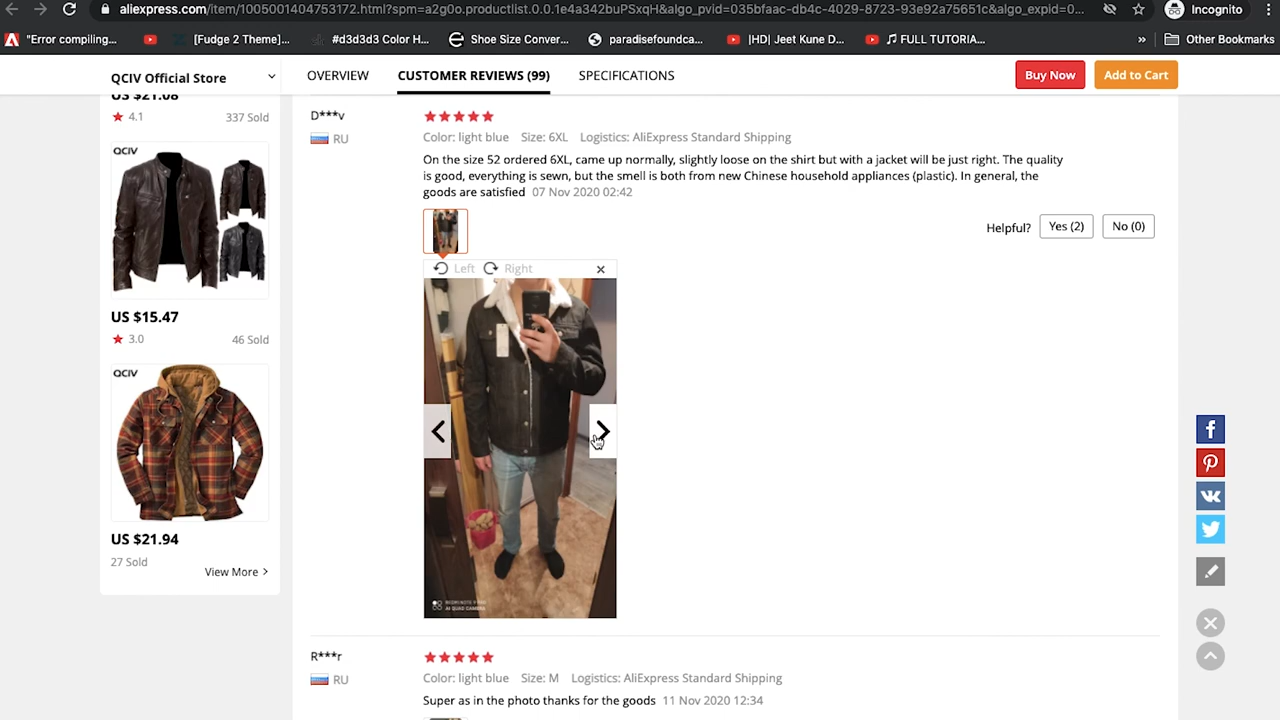 aliexpress.com/item/1005001404753172.html?spm=a2g0o.productlist.0.0.1e4a342buPSxqH&algo_pvid=035bfaac-db4c-4029-8723-93e92a75651c&algo_expid=0...
Incognito
"Error compiling...
[Fudge 2 Theme]...
#d3d3d3 Color H...
Shoe Size Conver...
paradisefoundca...
|HD| Jeet Kune D...
🎵 FULL TUTORIA...
»
Other Bookmarks
QCIV Official Store
OVERVIEW
CUSTOMER REVIEWS (99)
SPECIFICATIONS
Buy Now
Add to Cart
US $21.08
4.1
337 Sold
QCIV
US $15.47
3.0
46 Sold
QCIV
US $21.94
27 Sold
View More >
D***v
RU
Color: light blue Size: 6XL Logistics: AliExpress Standard Shipping
On the size 52 ordered 6XL, came up normally, slightly loose on the shirt but with a jacket will be just right. The quality
is good, everything is sewn, but the smell is both from new Chinese household appliances (plastic). In general, the
goods are satisfied 07 Nov 2020 02:42
Helpful?
Yes (2)
No (0)
Left
Right
REDMI NOTE 8 PRO
AI QUAD CAMERA
R***r
RU
Color: light blue Size: M Logistics: AliExpress Standard Shipping
Super as in the photo thanks for the goods 11 Nov 2020 12:34